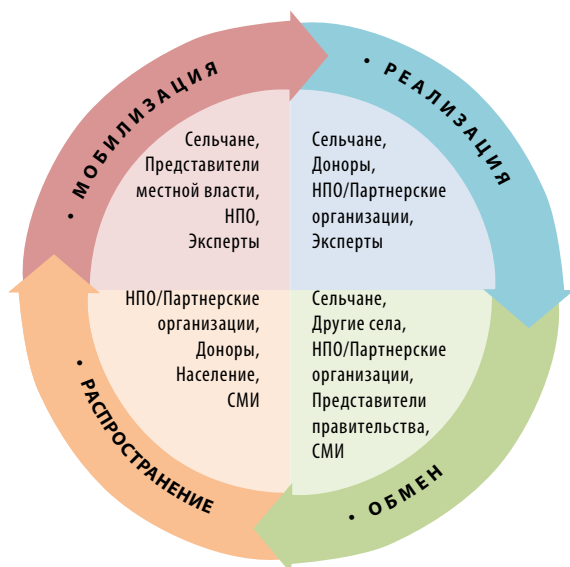 • МОБИЛИЗАЦИЯ
Сельчане,
Представители
местной власти,
НПО,
Эксперты
• РЕАЛИЗАЦИЯ
Сельчане,
Доноры,
НПО/Партнерские
организации,
Эксперты
• ОБМЕН
Сельчане,
Другие села,
НПО/Партнерские
организации,
Представители
правительства,
СМИ
• РАСПРОСТРАНЕНИЕ
НПО/Партнерские
организации,
Доноры,
Население,
СМИ